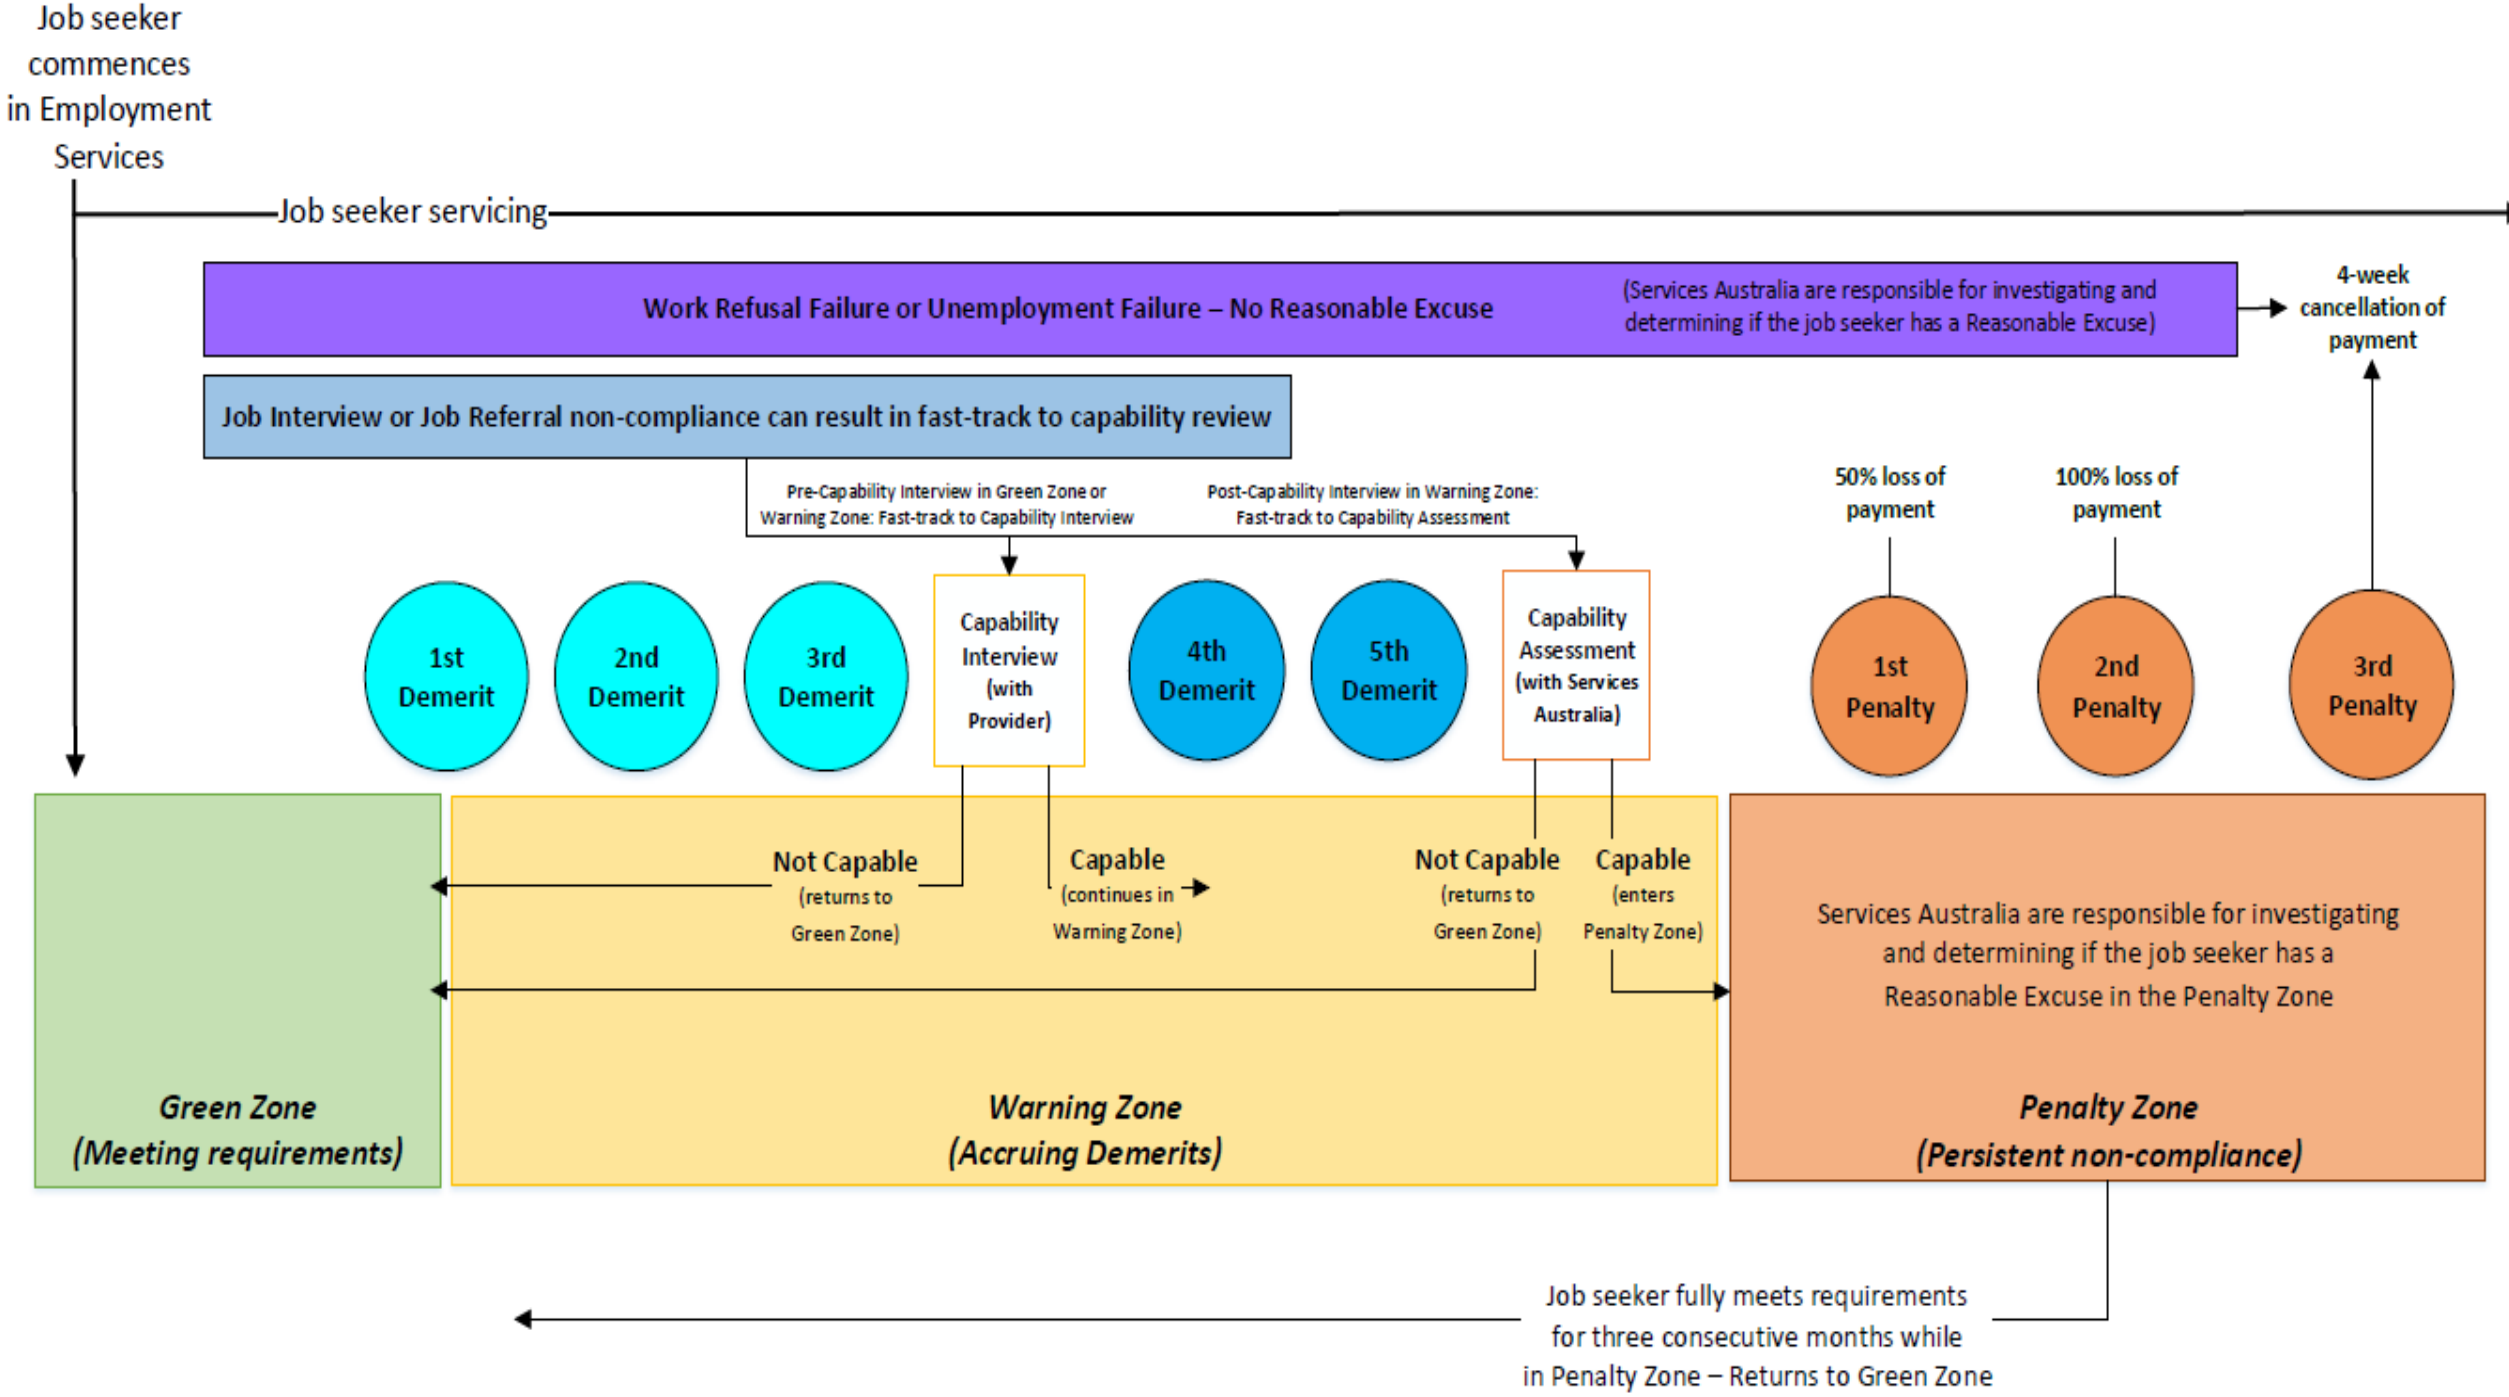 Job seeker
commences
in Employment
Services
Job seeker servicing
Work Refusal Failure or Unemployment Failure – No Reasonable Excuse
(Services Australia are responsible for investigating and
determining if the job seeker has a Reasonable Excuse)
4-week
cancellation of
payment
Job Interview or Job Referral non-compliance can result in fast-track to capability review
Pre-Capability Interview in Green Zone or
Warning Zone: Fast-track to Capability Interview
Post-Capability Interview in Warning Zone:
Fast-track to Capability Assessment
50% loss of
payment
100% loss of
payment
1st
Demerit
2nd
Demerit
3rd
Demerit
Capability
Interview
(with
Provider)
4th
Demerit
5th
Demerit
Capability
Assessment
(with Services
Australia)
1st
Penalty
2nd
Penalty
3rd
Penalty
Not Capable
(returns to
Green Zone)
Capable
(continues in
Warning Zone)
Not Capable
(returns to
Green Zone)
Capable
(enters
Penalty Zone)
Services Australia are responsible for investigating
and determining if the job seeker has a
Reasonable Excuse in the Penalty Zone
Green Zone
(Meeting requirements)
Warning Zone
(Accruing Demerits)
Penalty Zone
(Persistent non-compliance)
Job seeker fully meets requirements
for three consecutive months while
in Penalty Zone – Returns to Green Zone